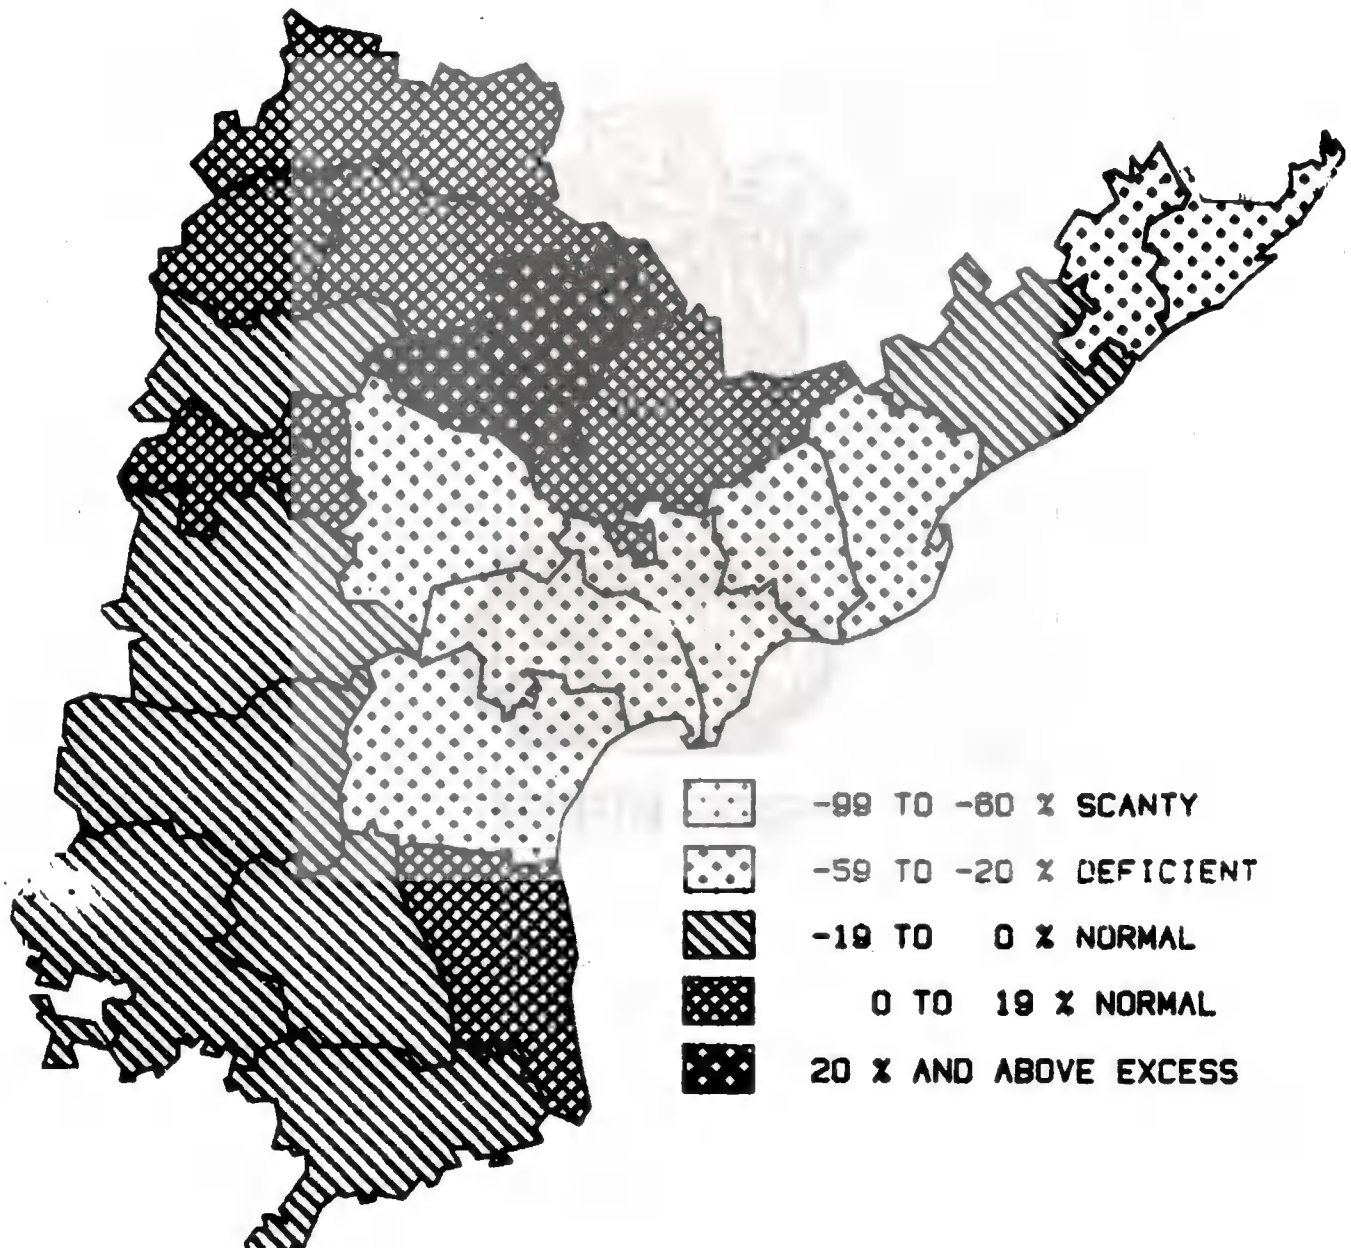 -99 TO -60 % SCANTY
-59 TO -20 % DEFICIENT
-19 TO 0 % NORMAL
0 TO 19 % NORMAL
20 % AND ABOVE EXCESS